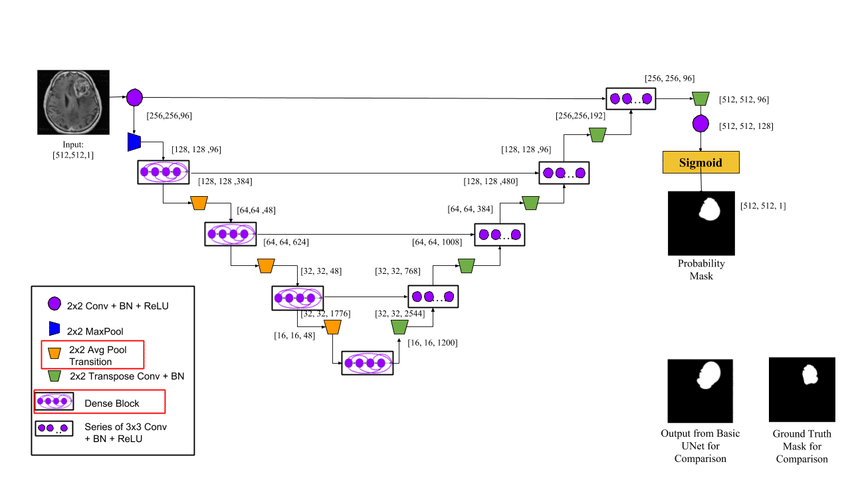 [256, 256, 96]
[512, 512, 96]
[256,256,96]
[256,256,192]
[512, 512, 128]
Input:
[512,512,1]
[128, 128 ,96]
[128, 128 ,96]
Sigmoid
[128, 128 ,384]
[128, 128 ,480]
[64,64 ,48]
[64, 64, 384]
[512, 512, 1]
[64, 64, 624]
[64, 64, 1008]
Probability
Mask
[32, 32, 48]
[32, 32, 768]
[32, 32, 1776]
[32, 32, 2544]
[16, 16, 48]
[16, 16, 1200]
2x2 Conv + BN + ReLU
2x2 MaxPool
2x2 Avg Pool
Transition
2x2 Transpose Conv + BN
Dense Block
Series of 3x3 Conv
+ BN + ReLU
Output from Basic
UNet for
Comparison
Ground Truth
Mask for
Comparison